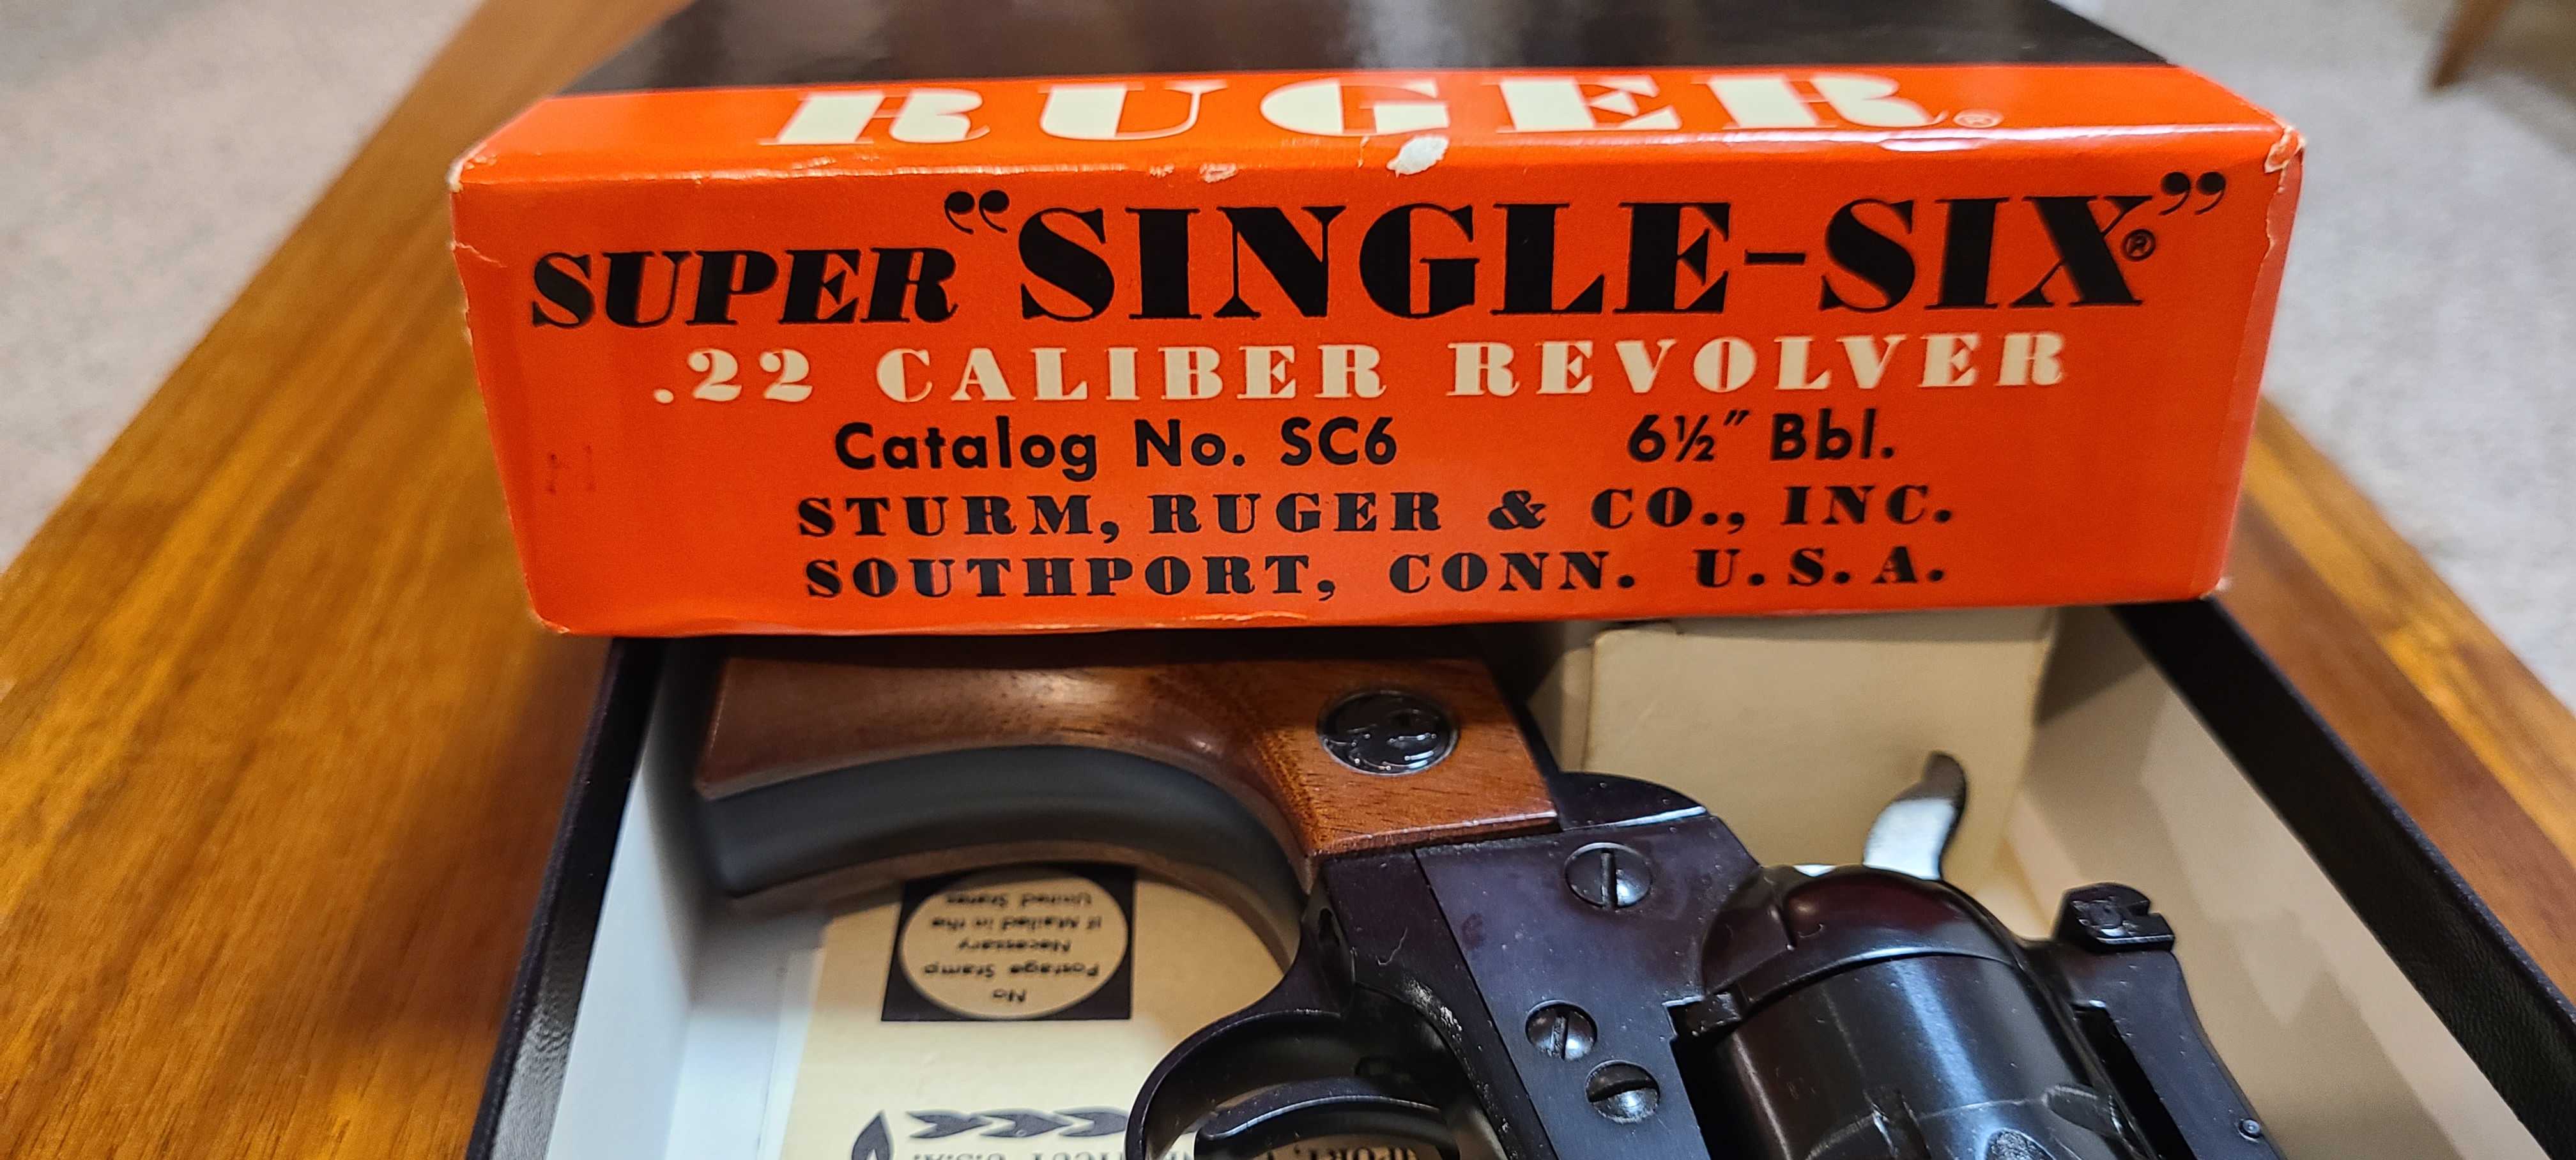 RUGER®
SUPER “SINGLE-SIX”®
.22 CALIBER REVOLVER
Catalog No. SC6 6½" Bbl.
STURM, RUGER & CO., INC.
SOUTHPORT, CONN. U.S.A.
No
Postage Stamp
Necessary
If Mailed in the
United States